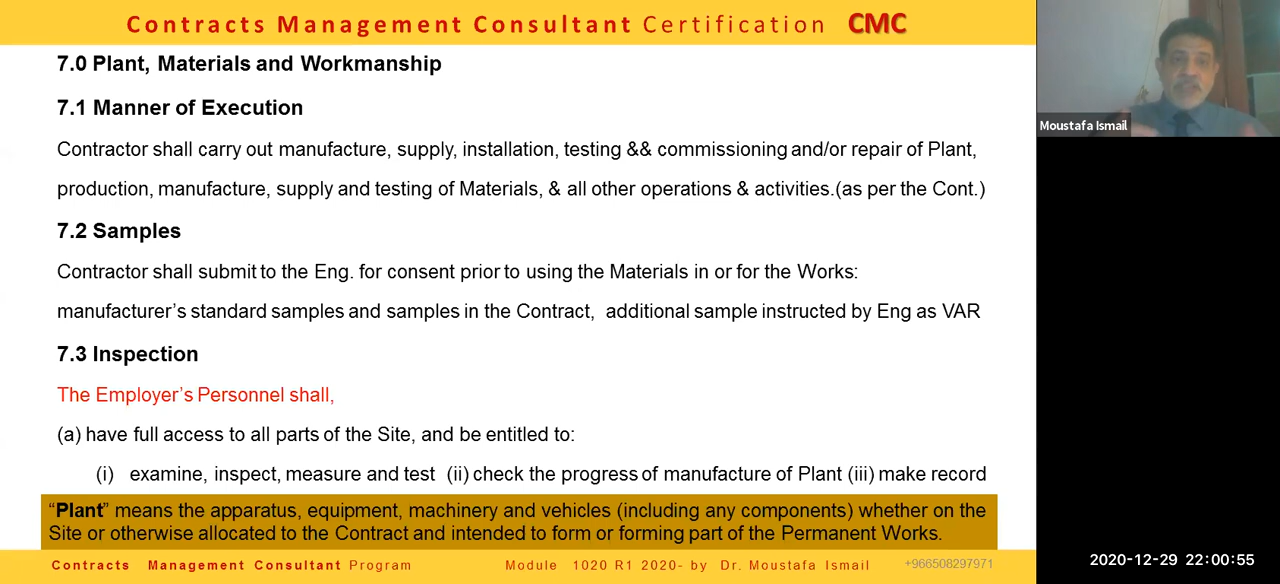 Contracts Management Consultant Certification CMC
7.0 Plant, Materials and Workmanship
7.1 Manner of Execution
Contractor shall carry out manufacture, supply, installation, testing && commissioning and/or repair of Plant,
production, manufacture, supply and testing of Materials, & all other operations & activities.(as per the Cont.)
7.2 Samples
Contractor shall submit to the Eng. for consent prior to using the Materials in or for the Works:
manufacturer's standard samples and samples in the Contract, additional sample instructed by Eng as VAR
7.3 Inspection
The Employer's Personnel shall,
(a) have full access to all parts of the Site, and be entitled to:
(i) examine, inspect, measure and test (ii) check the progress of manufacture of Plant (iii) make record
“Plant” means the apparatus, equipment, machinery and vehicles (including any components) whether on the
Site or otherwise allocated to the Contract and intended to form or forming part of the Permanent Works.
Contracts Management Consultant Program Module 1020 R1 2020- by Dr. Moustafa Ismail +966508297971
Moustafa Ismail
2020-12-29 22:00:55